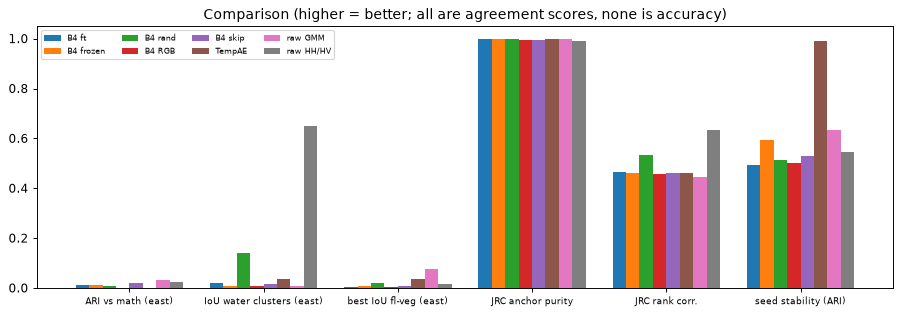 Comparison (higher = better; all are agreement scores, none is accuracy)
B4 ft
B4 frozen
B4 rand
B4 RGB
B4 skip
TempAE
raw GMM
raw HH/HV
1.0
0.8
0.6
0.4
0.2
0.0
ARI vs math (east)
IoU water clusters (east)
best IoU fl-veg (east)
JRC anchor purity
JRC rank corr.
seed stability (ARI)